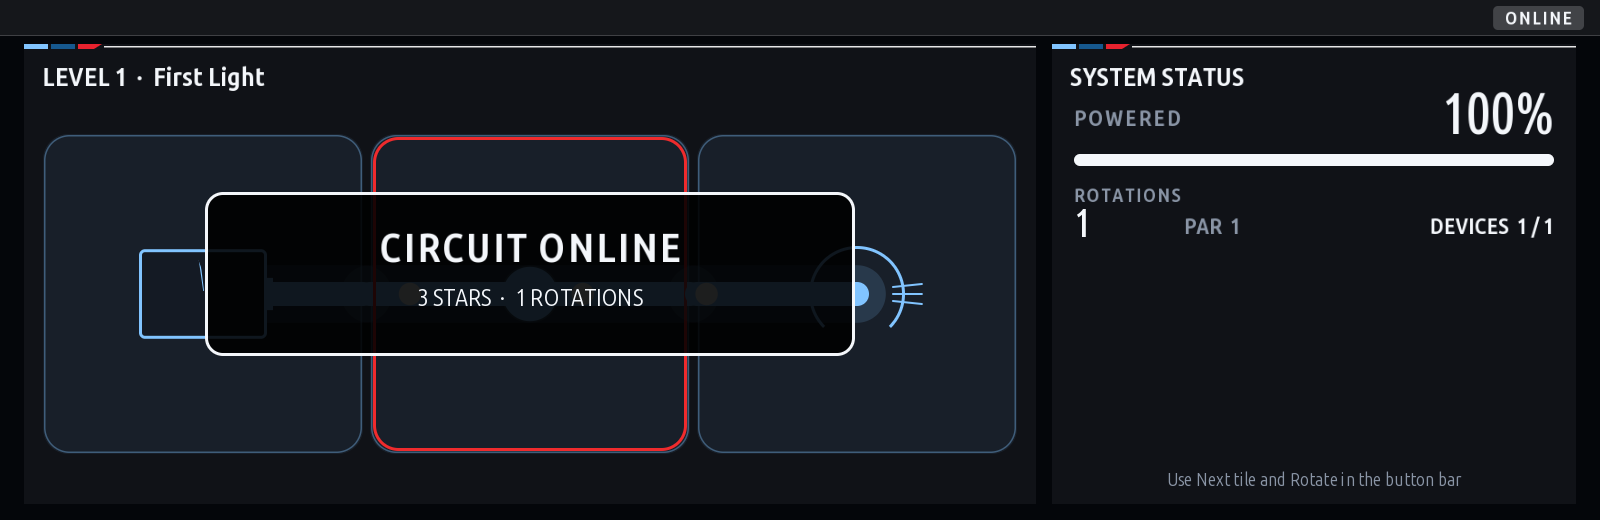 ONLINE
LEVEL 1 · First Light
CIRCUIT ONLINE
3 STARS · 1 ROTATIONS
SYSTEM STATUS
POWERED 100%
ROTATIONS
1 PAR 1 DEVICES 1/1
Use Next tile and Rotate in the button bar